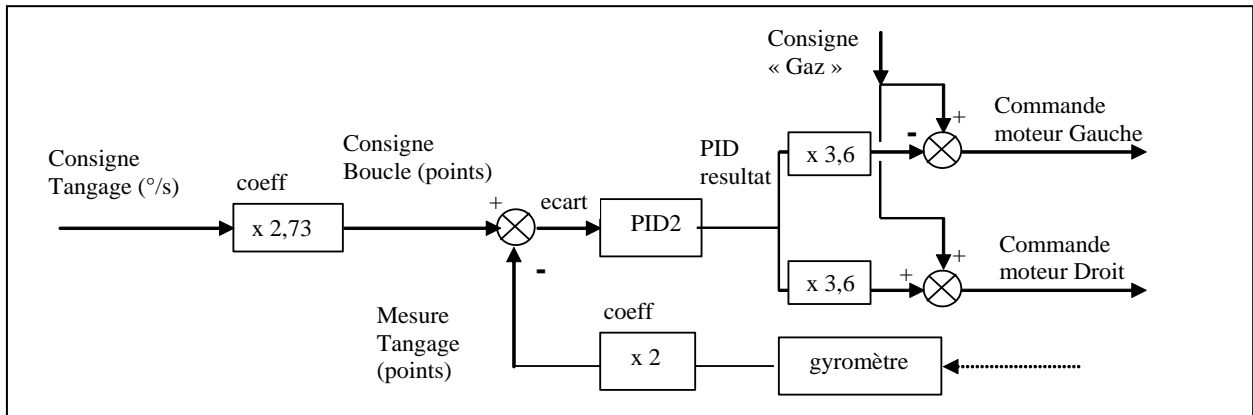 Consigne
« Gaz »
Commande
moteur Gauche
+
-
x 3,6
PID
resultat
Consigne
Boucle (points)
Consigne
Tangage (°/s)
coeff
x 2,73
+
ecart
PID2
-
Commande
moteur Droit
+
+
x 3,6
Mesure
Tangage
(points)
coeff
x 2
gyromètre